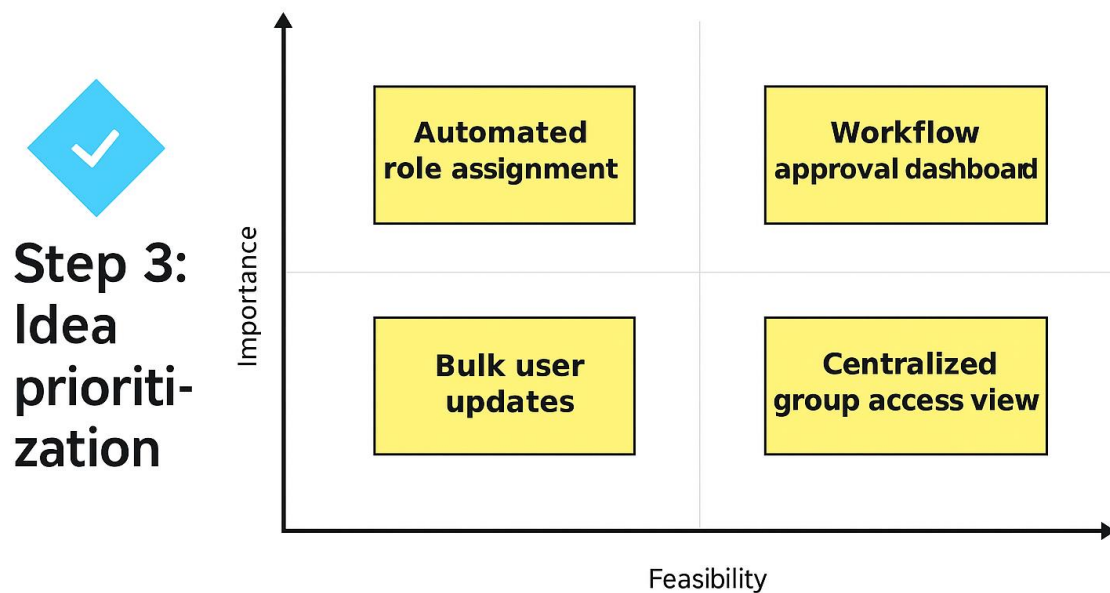 Step 3:
Idea
prioriti-
zation
Importance
Automated
role assignment
Workflow
approval dashboard
Bulk user
updates
Centralized
group access view
Feasibility